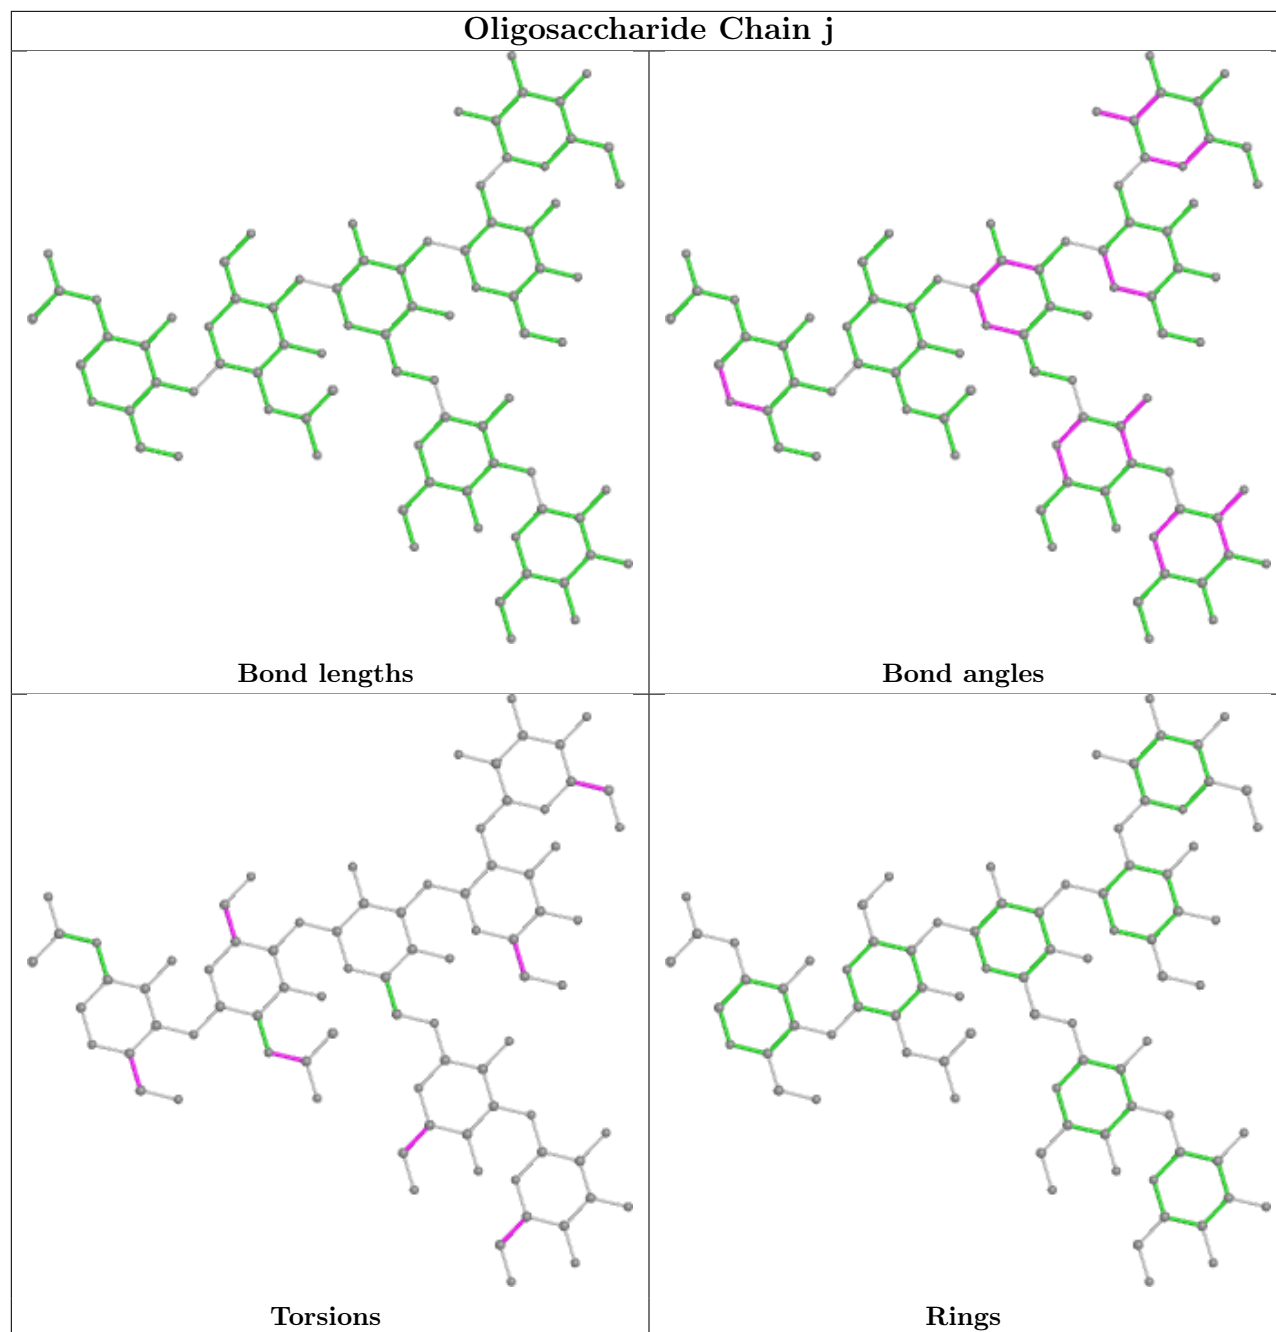 Oligosaccharide Chain j
Bond lengths
Bond angles
Torsions
Rings